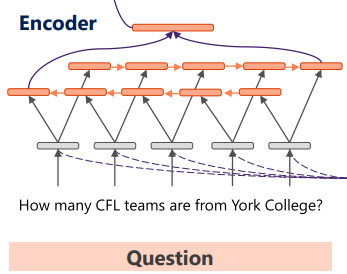 Encoder
How many CFL teams are from York College?
Question